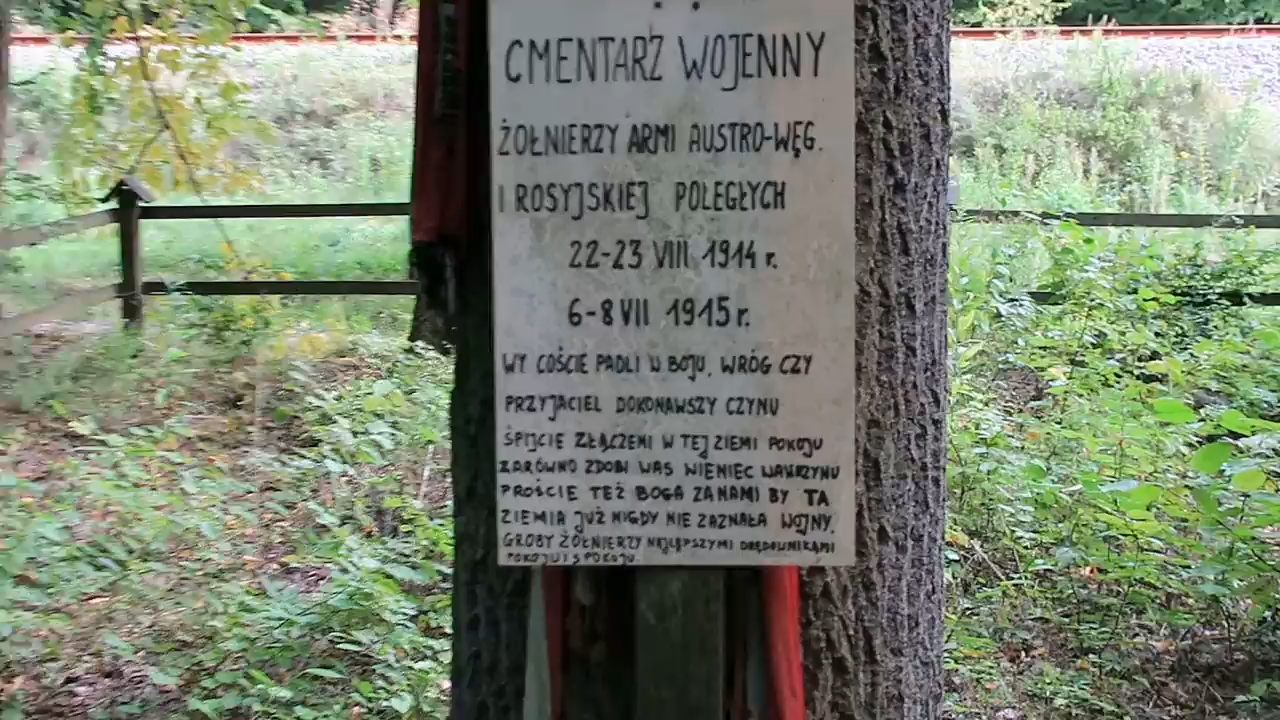 CMENTARZ WOJENNY
ŻOŁNIERZY ARMI AUSTRO-WĘG.
I ROSYJSKIEJ POLEGŁYCH
22-23 VIII 1914 r.
6-8 VII 1915 r.
WY COŚCIE PADLI W BOJU, WRÓG CZY
PRZYJACIEL DOKONAWSZY CZYNU
ŚPIJCIE ZŁĄCZENI W TEJ ZIEMI POKOJU
ZARÓWNO ZDOBI WAS WIENIEC WAWRZYNU
PROŚCIE TEŻ BOGA ZA NAMI BY TA
ZIEMIA JUŻ NIGDY NIE ZAZNAŁA WOJNY.
GROBY ŻOŁNIERZY NAJLEPSZYMI ORĘDOWNIKAMI
POKOJU I SPOKOJU.